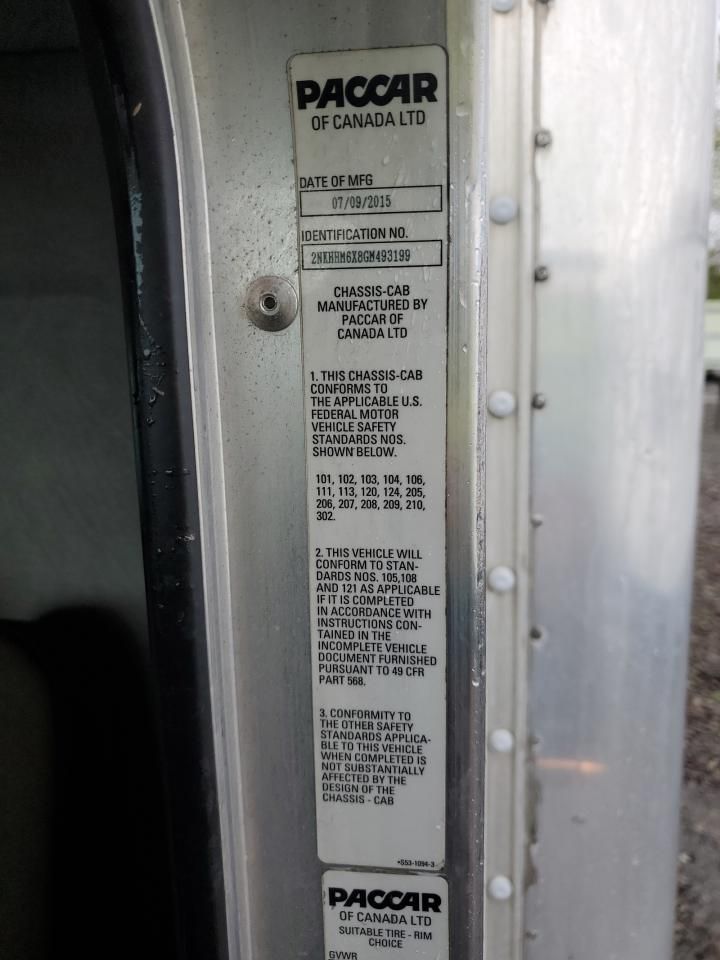 PACCAR
OF CANADA LTD
DATE OF MFG
07/09/2015
IDENTIFICATION NO.
2NKHHM6X8GM493199
CHASSIS-CAB
MANUFACTURED BY
PACCAR OF
CANADA LTD
1. THIS CHASSIS-CAB
CONFORMS TO
THE APPLICABLE U.S.
FEDERAL MOTOR
VEHICLE SAFETY
STANDARDS NOS.
SHOWN BELOW.
101, 102, 103, 104, 106,
111, 113, 120, 124, 205,
206, 207, 208, 209, 210,
302.
2. THIS VEHICLE WILL
CONFORM TO STAN-
DARDS NOS. 105,108
AND 121 AS APPLICABLE
IF IT IS COMPLETED
IN ACCORDANCE WITH
INSTRUCTIONS CON-
TAINED IN THE
INCOMPLETE VEHICLE
DOCUMENT FURNISHED
PURSUANT TO 49 CFR
PART 568.
3. CONFORMITY TO
THE OTHER SAFETY
STANDARDS APPLICA-
BLE TO THIS VEHICLE
WHEN COMPLETED IS
NOT SUBSTANTIALLY
AFFECTED BY THE
DESIGN OF THE
CHASSIS - CAB
•S53-1094-3
PACCAR
OF CANADA LTD
SUITABLE TIRE - RIM
CHOICE
GVWR